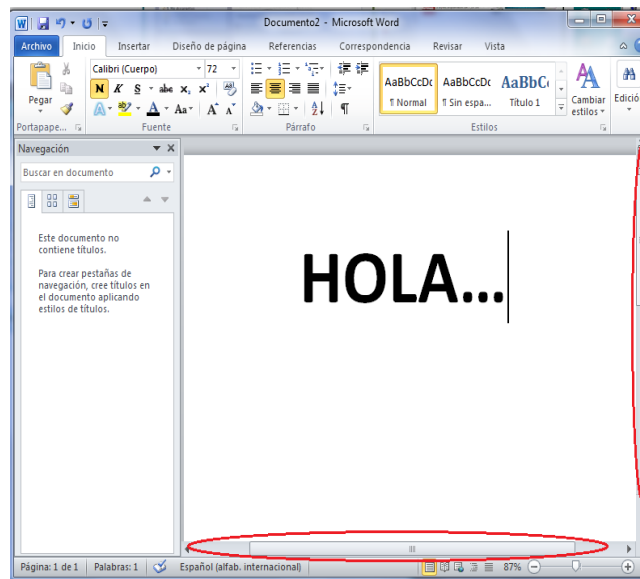 Documento2 - Microsoft Word
Archivo Inicio Insertar Diseño de página Referencias Correspondencia Revisar Vista
Calibri (Cuerpo) 72
Pegar
N K S abe x₂ x²
A Aa A A
AaBbCcDc AaBbCcDc AaBbC
¶ Normal ¶ Sin espa... Título 1
Cambiar estilos
Edició
Portapape... Fuente Párrafo Estilos
Navegación
Buscar en documento
Este documento no
contiene títulos.
Para crear pestañas de
navegación, cree títulos en
el documento aplicando
estilos de títulos.
HOLA...
Página: 1 de 1 Palabras: 1 Español (alfab. internacional) 87%